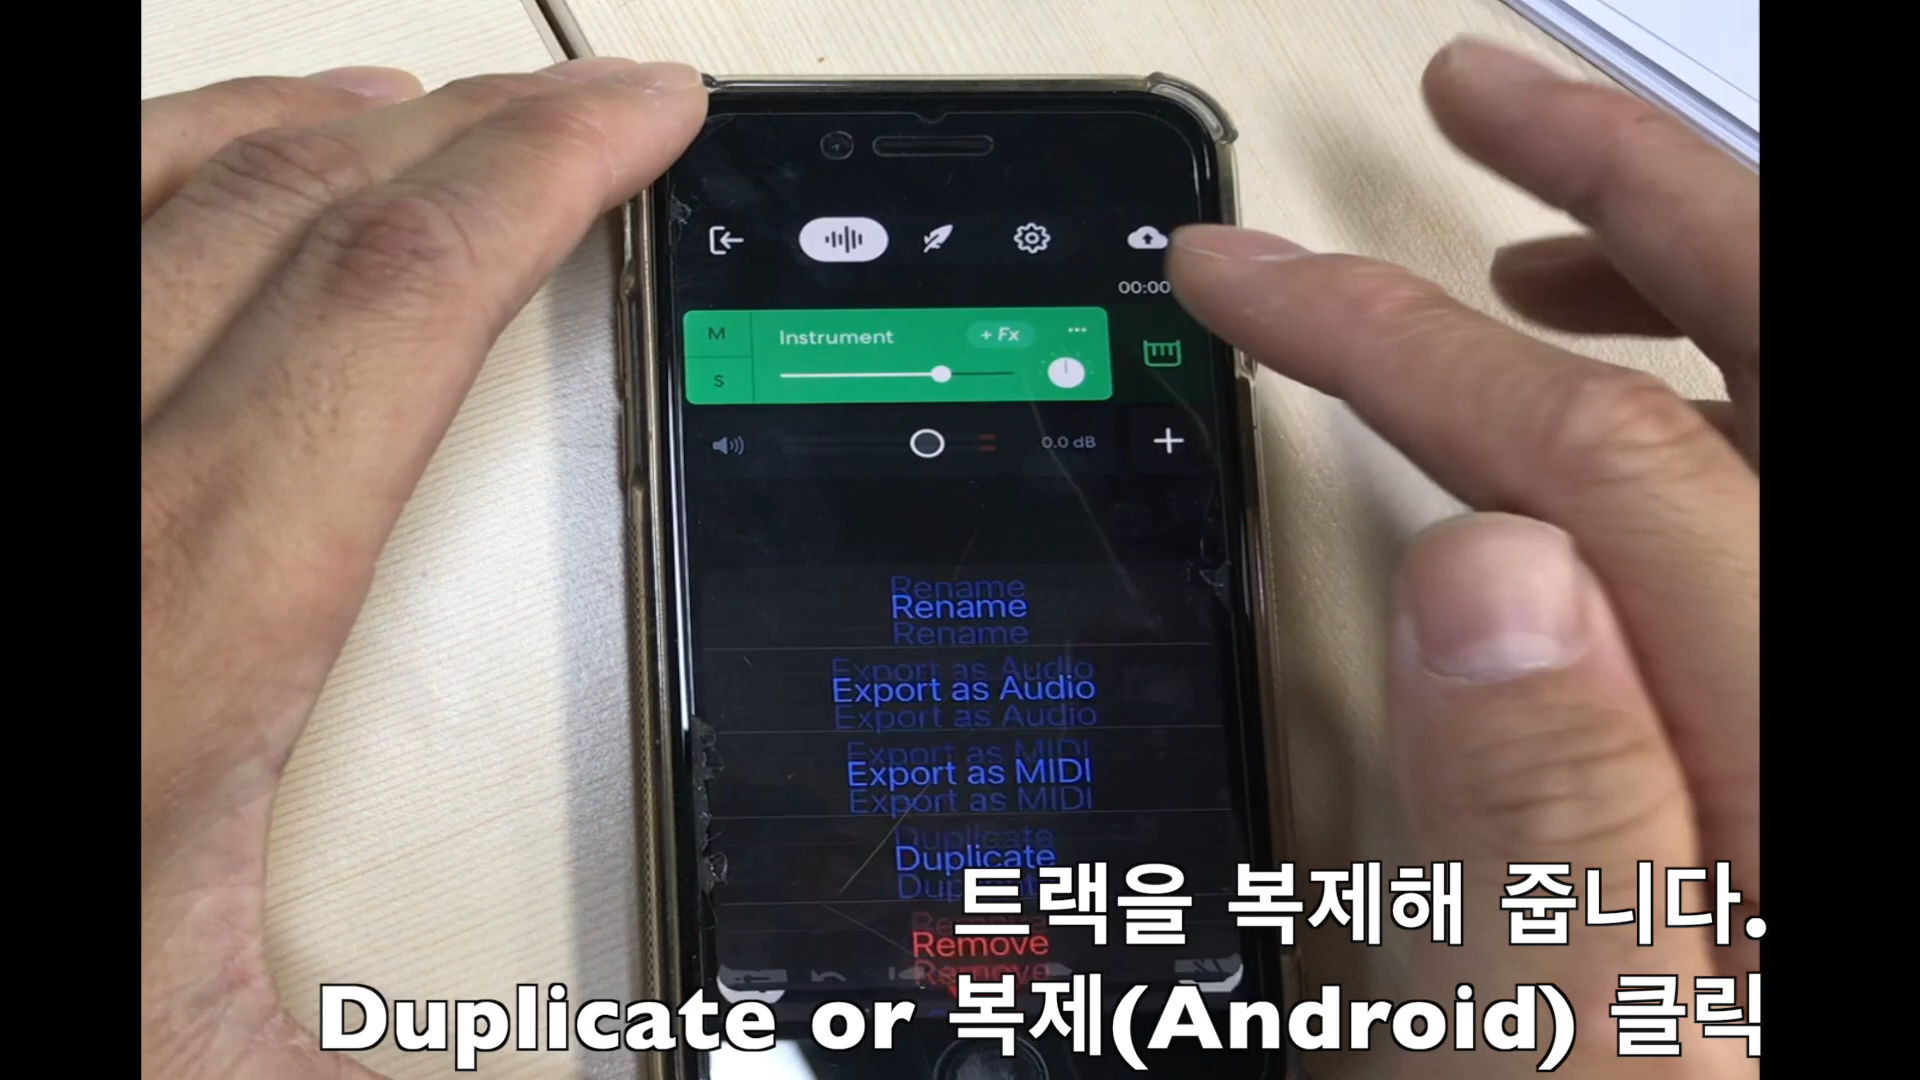 00:00
M
Instrument
+ Fx
S
0.0 dB
Rename
Export as Audio
Export as MIDI
Duplicate
Remove
트랙을 복제해 줍니다.
Duplicate or 복제(Android) 클릭